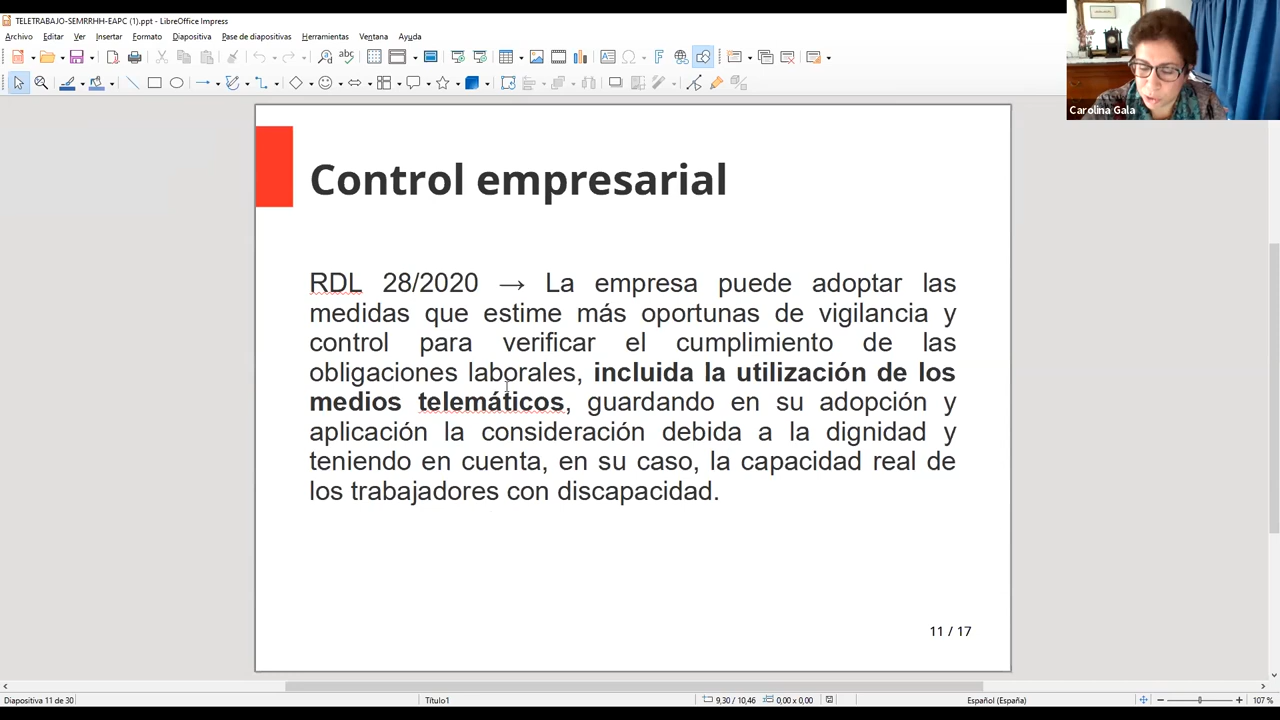 TELETRABAJO-SEMRRHH-EAPC (1).ppt - LibreOffice Impress
Archivo Editar Ver Insertar Formato Diapositiva Pase de diapositivas Herramientas Ventana Ayuda
Carolina Gala
Control empresarial
RDL 28/2020 → La empresa puede adoptar las
medidas que estime más oportunas de vigilancia y
control para verificar el cumplimiento de las
obligaciones laborales, incluida la utilización de los
medios telemáticos, guardando en su adopción y
aplicación la consideración debida a la dignidad y
teniendo en cuenta, en su caso, la capacidad real de
los trabajadores con discapacidad.
11 / 17
Diapositiva 11 de 30 Título1 9,30 / 10,46 0,00 x 0,00 Español (España) 107 %